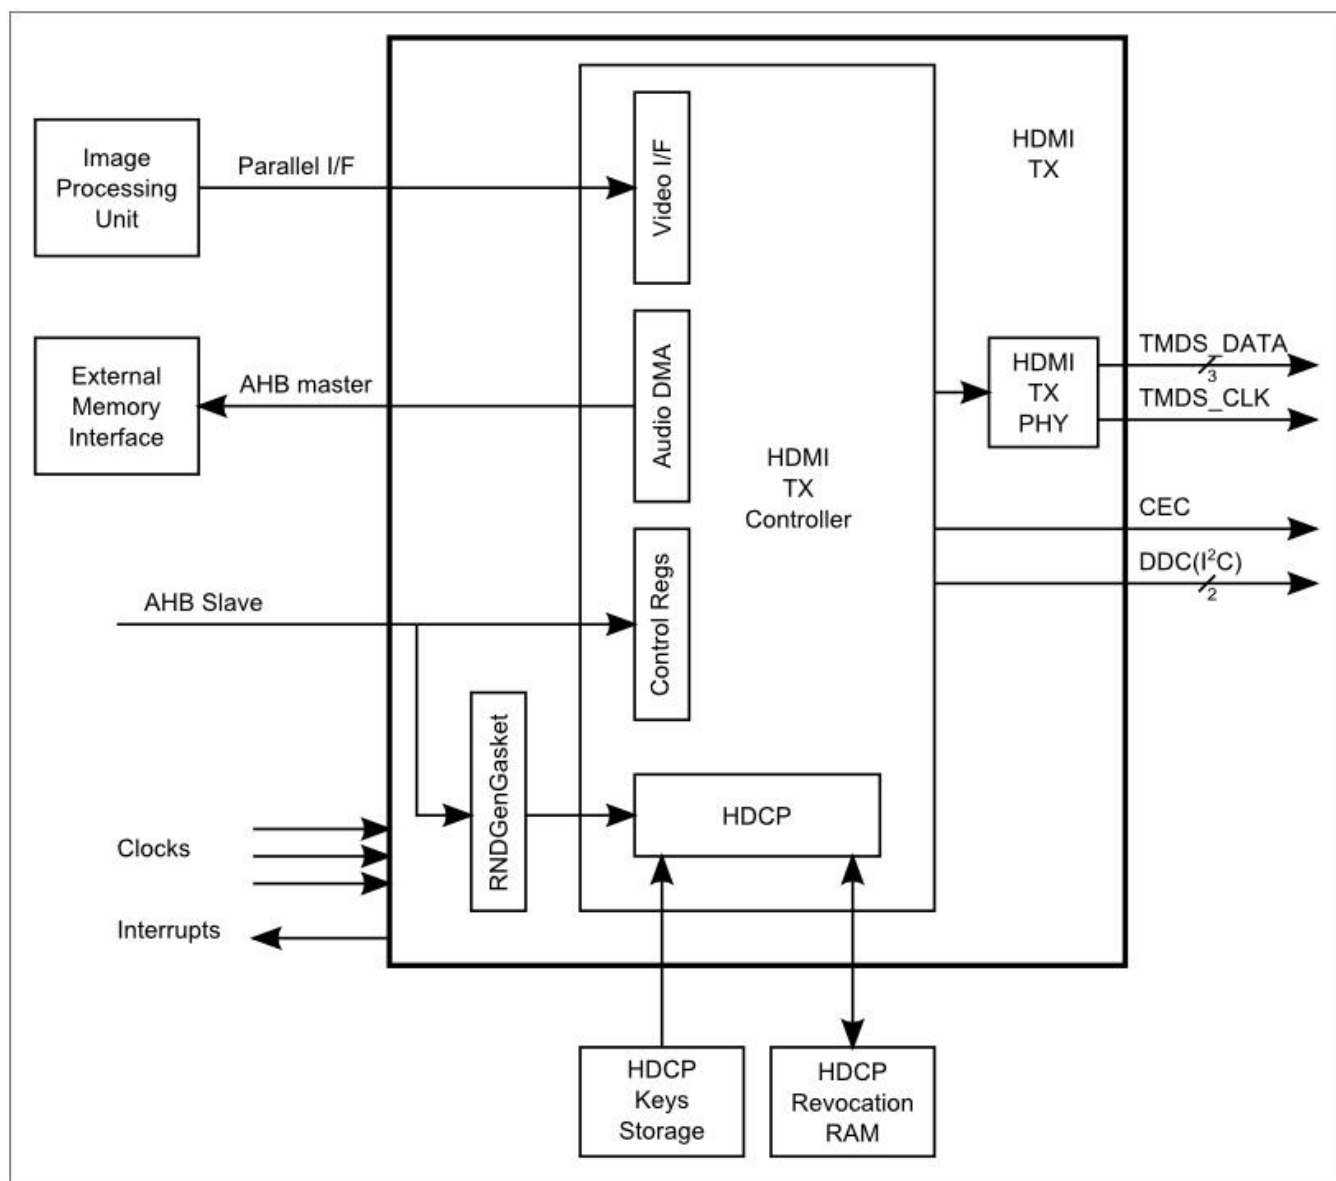 HDMI
TX
Image
Processing
Unit
Parallel I/F
Video I/F
External
Memory
Interface
AHB master
Audio DMA
HDMI
TX
Controller
HDMI
TX
PHY
TMDS_DATA
3
TMDS_CLK
CEC
DDC(I²C)
2
AHB Slave
Control Regs
RNDGenGasket
HDCP
Clocks
Interrupts
HDCP
Keys
Storage
HDCP
Revocation
RAM